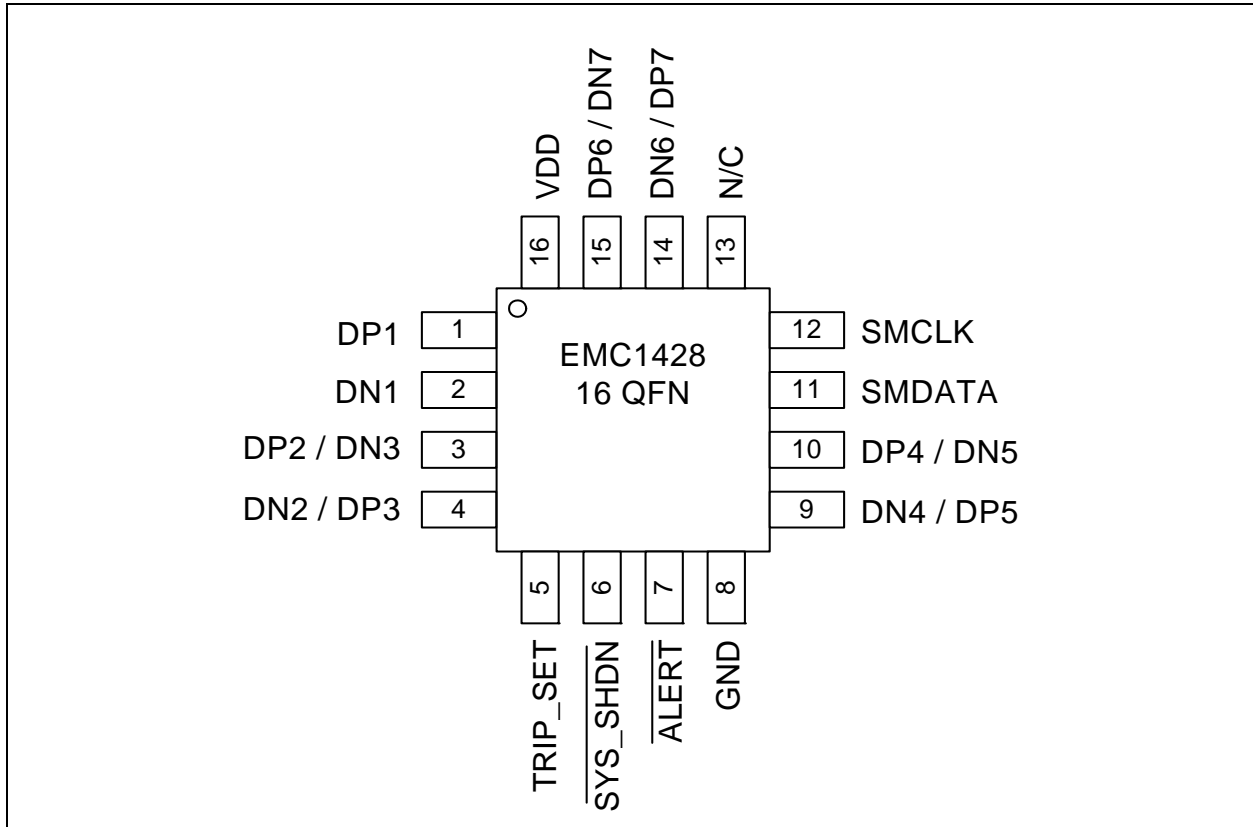 VDD
DP6 / DN7
DN6 / DP7
N/C
16
15
14
13
DP1
1
12
SMCLK
EMC1428
16 QFN
DN1
2
11
SMDATA
DP2 / DN3
3
10
DP4 / DN5
DN2 / DP3
4
9
DN4 / DP5
5
6
7
8
TRIP_SET
SYS_SHDN
ALERT
GND